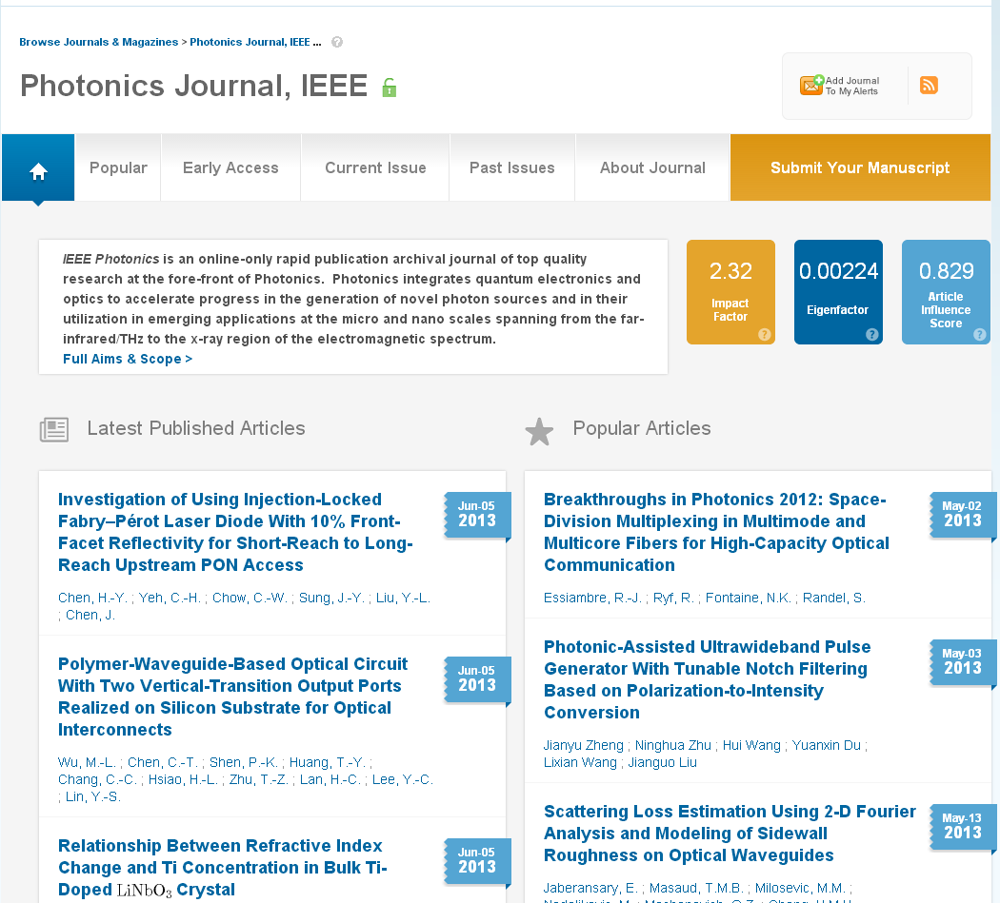 Browse Journals & Magazines > Photonics Journal, IEEE ... ?
Photonics Journal, IEEE
Add Journal
To My Alerts
Popular
Early Access
Current Issue
Past Issues
About Journal
Submit Your Manuscript
IEEE Photonics is an online-only rapid publication archival journal of top quality
research at the fore-front of Photonics.  Photonics integrates quantum electronics and
optics to accelerate progress in the generation of novel photon sources and in their
utilization in emerging applications at the micro and nano scales spanning from the far-
infrared/THz to the x-ray region of the electromagnetic spectrum.
Full Aims & Scope >
2.32
Impact
Factor
?
0.00224
Eigenfactor
?
0.829
Article
Influence
Score
?
Latest Published Articles
Investigation of Using Injection-Locked
Fabry–Pérot Laser Diode With 10% Front-
Facet Reflectivity for Short-Reach to Long-
Reach Upstream PON Access
Jun-05
2013
Chen, H.-Y. ; Yeh, C.-H. ; Chow, C.-W. ; Sung, J.-Y. ; Liu, Y.-L.
; Chen, J.
Polymer-Waveguide-Based Optical Circuit
With Two Vertical-Transition Output Ports
Realized on Silicon Substrate for Optical
Interconnects
Jun-05
2013
Wu, M.-L. ; Chen, C.-T. ; Shen, P.-K. ; Huang, T.-Y. ;
Chang, C.-C. ; Hsiao, H.-L. ; Zhu, T.-Z. ; Lan, H.-C. ; Lee, Y.-C.
; Lin, Y.-S.
Relationship Between Refractive Index
Change and Ti Concentration in Bulk Ti-
Doped LiNbO₃ Crystal
Jun-05
2013
Popular Articles
Breakthroughs in Photonics 2012: Space-
Division Multiplexing in Multimode and
Multicore Fibers for High-Capacity Optical
Communication
May-02
2013
Essiambre, R.-J. ; Ryf, R. ; Fontaine, N.K. ; Randel, S.
Photonic-Assisted Ultrawideband Pulse
Generator With Tunable Notch Filtering
Based on Polarization-to-Intensity
Conversion
May-03
2013
Jianyu Zheng ; Ninghua Zhu ; Hui Wang ; Yuanxin Du ;
Lixian Wang ; Jianguo Liu
Scattering Loss Estimation Using 2-D Fourier
Analysis and Modeling of Sidewall
Roughness on Optical Waveguides
May-13
2013
Jaberansary, E. ; Masaud, T.M.B. ; Milosevic, M.M. ;